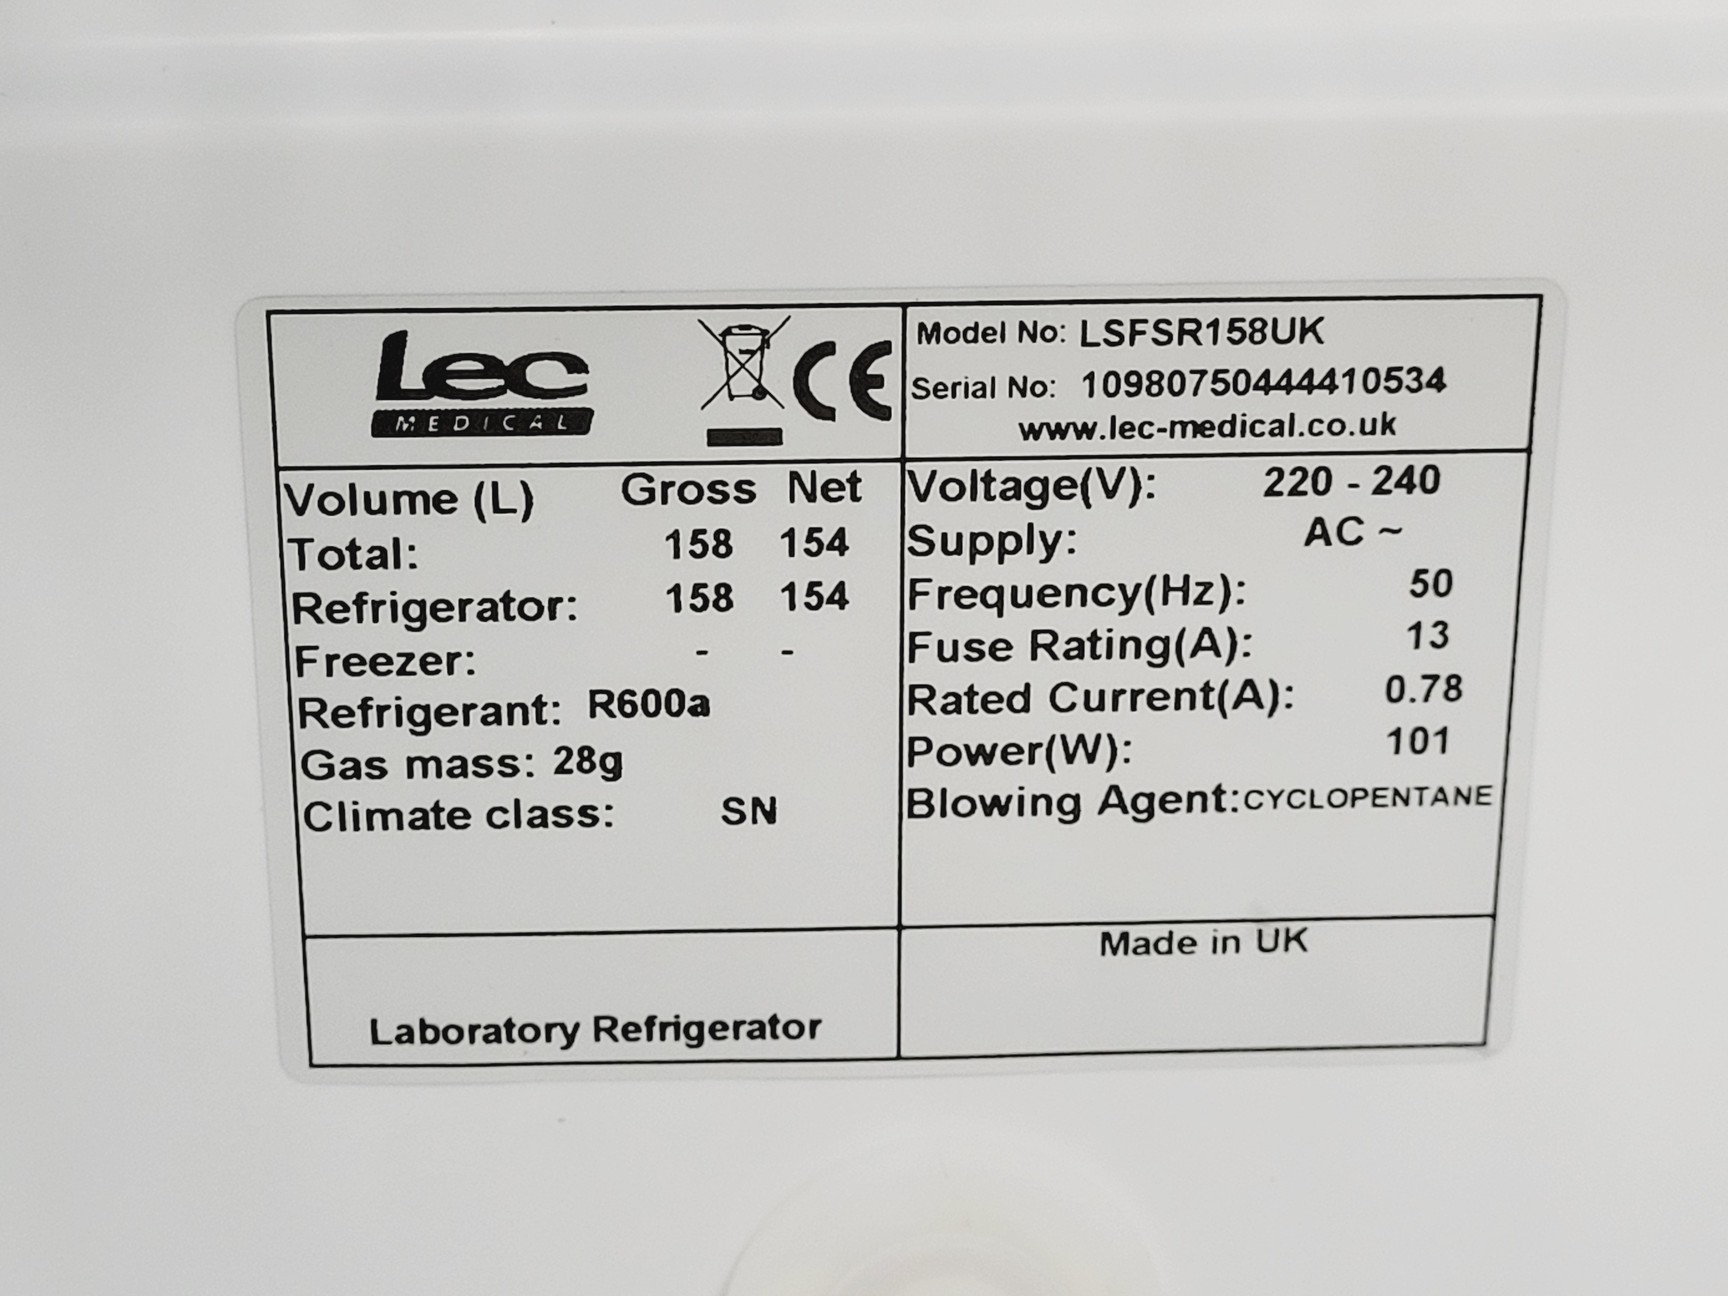 Lec
MEDICAL
CE
Model No: LSFSR158UK
Serial No: 10980750444410534
www.lec-medical.co.uk
Volume (L) Gross Net
Total: 158 154
Refrigerator: 158 154
Freezer: - -
Refrigerant: R600a
Gas mass: 28g
Climate class: SN
Voltage(V): 220 - 240
Supply: AC ~
Frequency(Hz): 50
Fuse Rating(A): 13
Rated Current(A): 0.78
Power(W): 101
Blowing Agent:CYCLOPENTANE
Laboratory Refrigerator
Made in UK